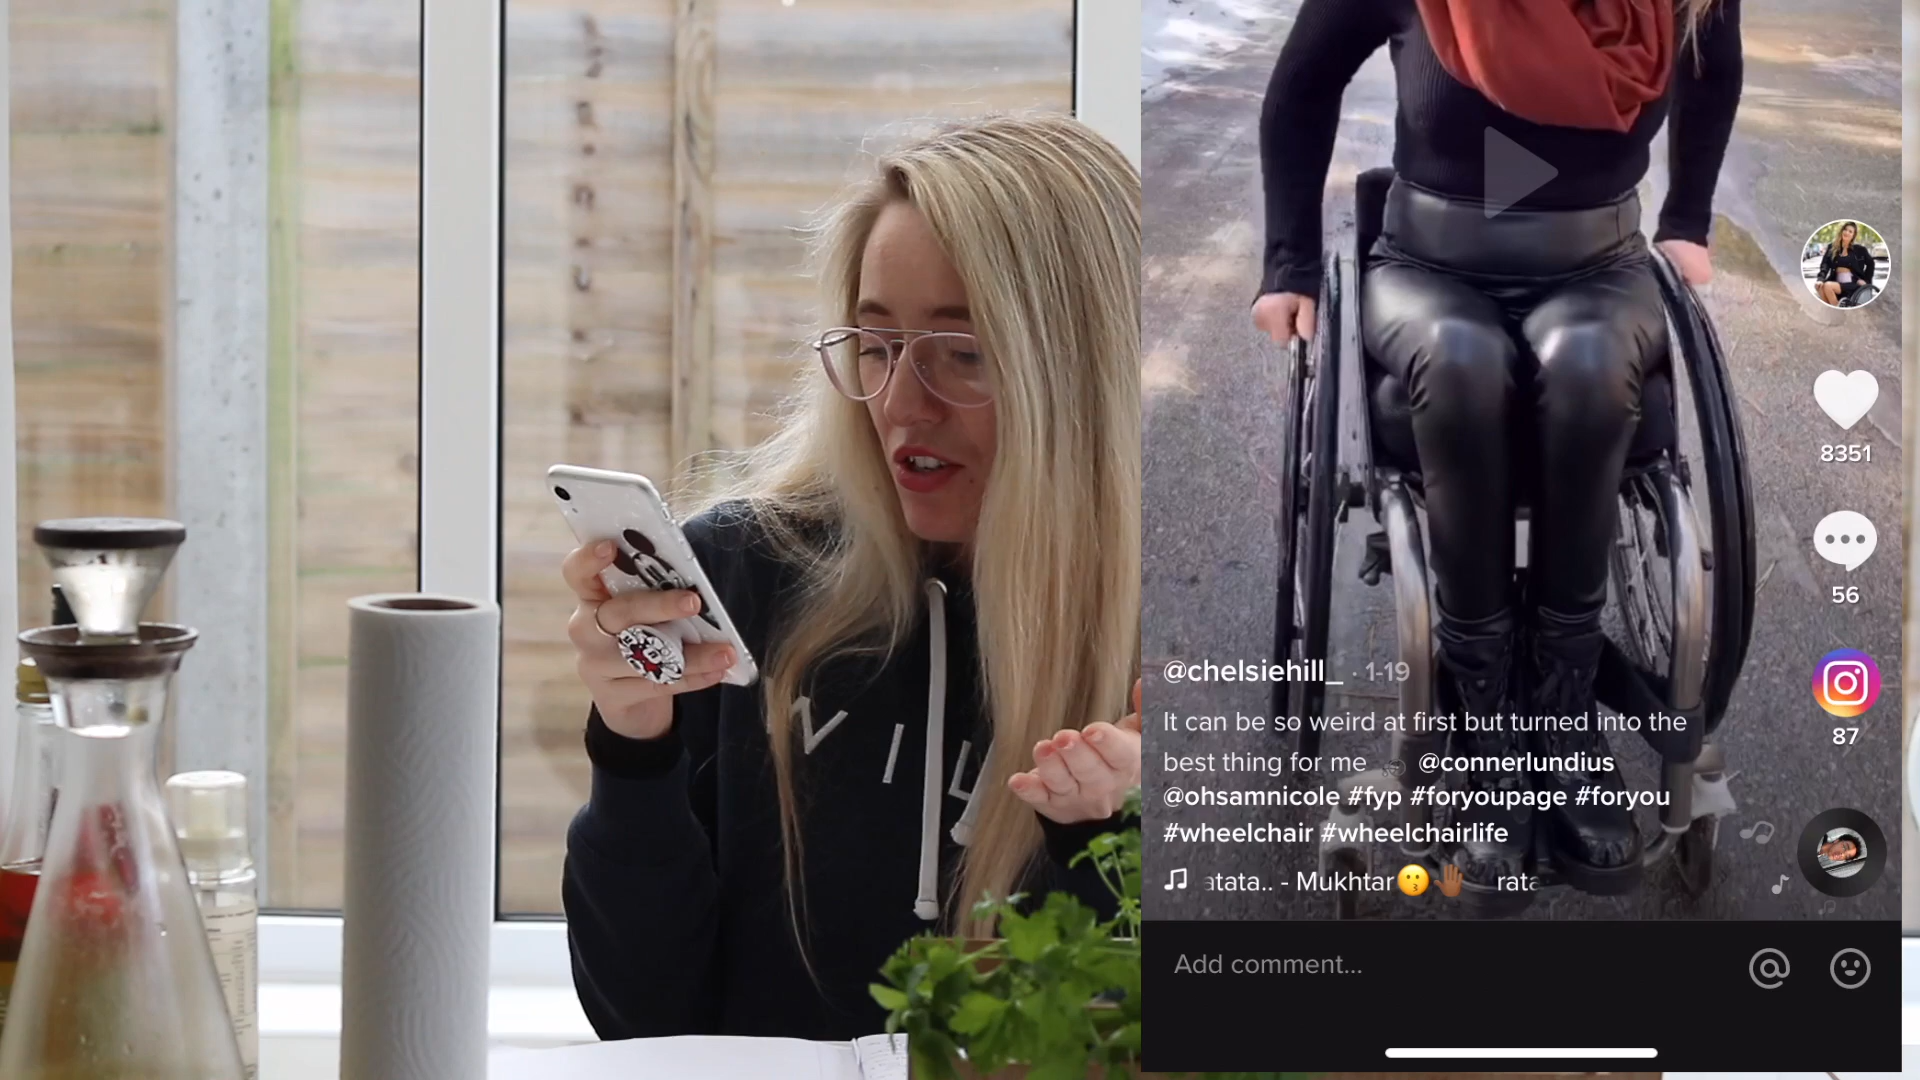 WIL
8351
56
87
@chelsiehill_ · 1-19
It can be so weird at first but turned into the
best thing for me @connerlundius
@ohsamnicole #fyp #foryoupage #foryou
#wheelchair #wheelchairlife
atata.. - Mukhtar😗🤚🏾 rata
Add comment...